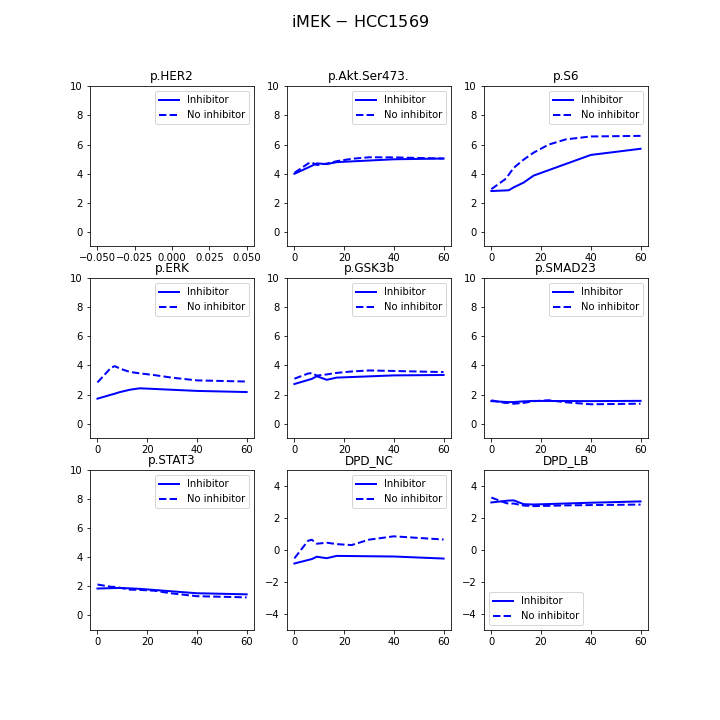 iMEK − HCC1569
p.HER2 p.Akt.Ser473. p.S6
10 10 10
Inhibitor Inhibitor Inhibitor
No inhibitor No inhibitor No inhibitor
8 8 8
6 6 6
4 4 4
2 2 2
0 0 0
−0.050 −0.025 0.000 0.025 0.050 0 20 40 60 0 20 40 60
p.ERK p.GSK3b p.SMAD23
10 10 10
Inhibitor Inhibitor Inhibitor
No inhibitor No inhibitor No inhibitor
8 8 8
6 6 6
4 4 4
2 2 2
0 0 0
0 20 40 60 0 20 40 60 0 20 40 60
p.STAT3 DPD_NC DPD_LB
10
Inhibitor Inhibitor
4 4
No inhibitor No inhibitor
8
6 2 2
4 0 0
2 −2 −2
Inhibitor
No inhibitor
0 −4 −4
0 20 40 60 0 20 40 60 0 20 40 60